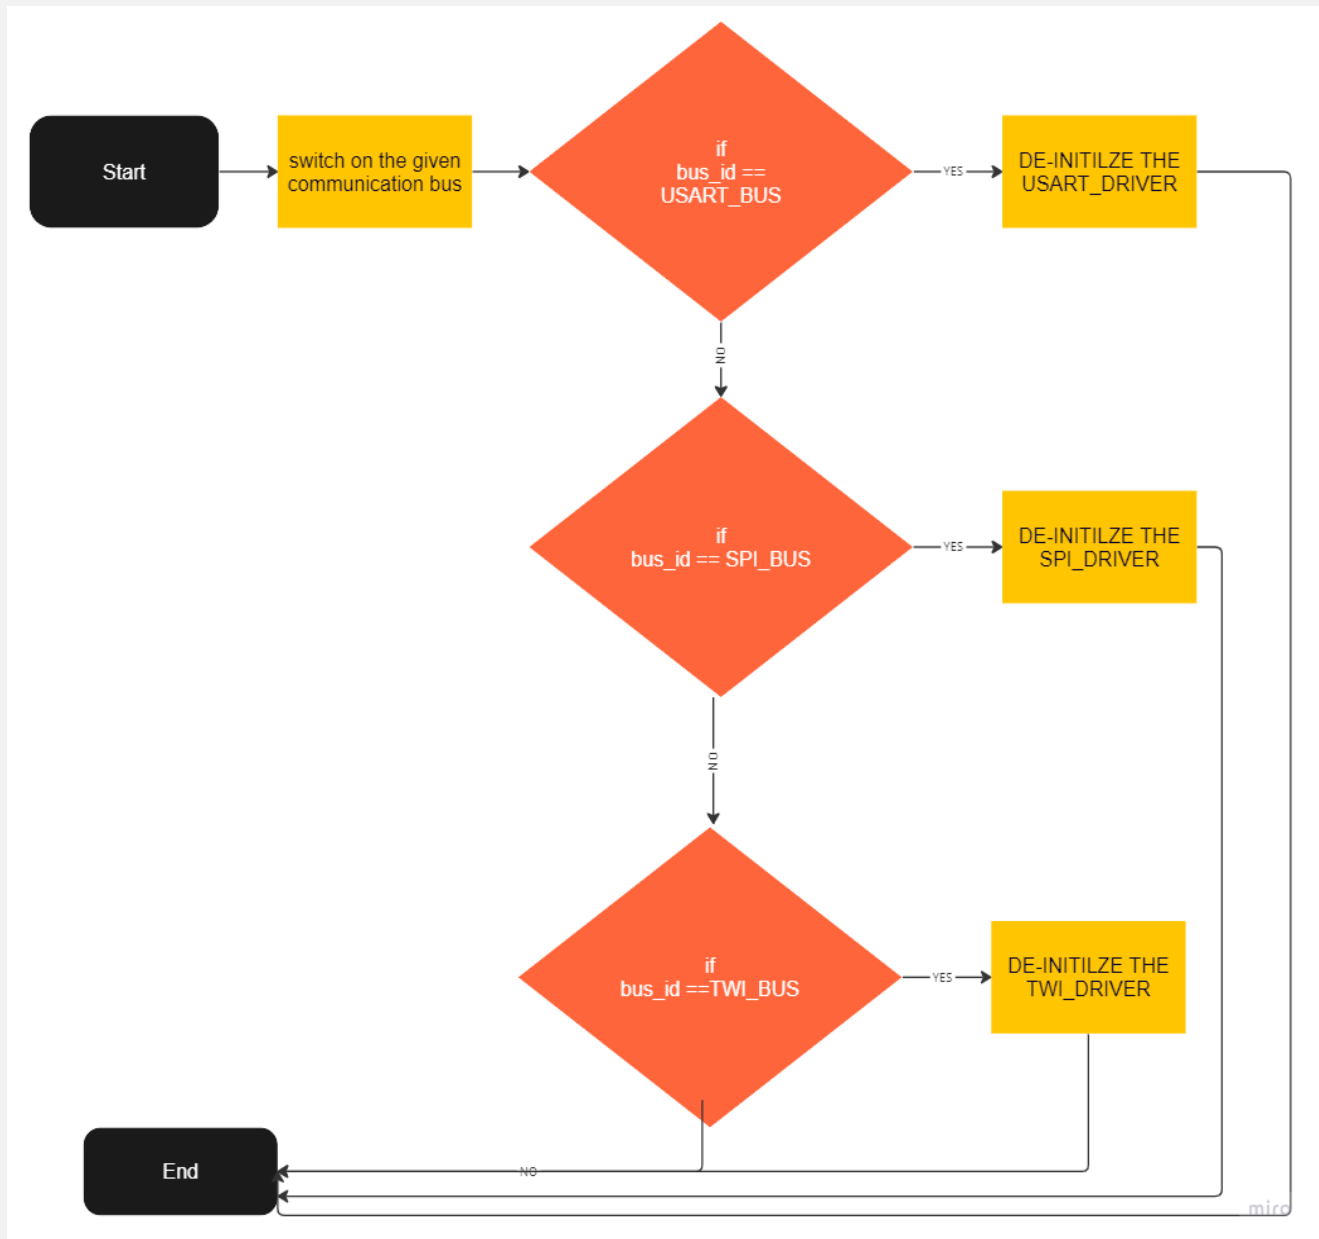 Start
switch on the given
communication bus
if
bus_id ==
USART_BUS
YES
DE-INITILZE THE
USART_DRIVER
NO
if
bus_id == SPI_BUS
YES
DE-INITILZE THE
SPI_DRIVER
NO
if
bus_id ==TWI_BUS
YES
DE-INITILZE THE
TWI_DRIVER
End
NO
miro